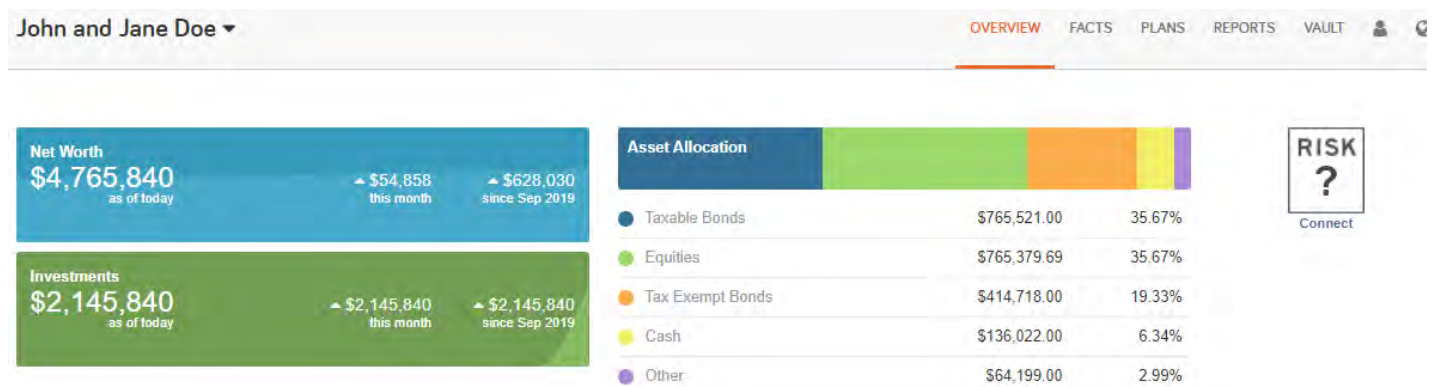 John and Jane Doe
OVERVIEW FACTS PLANS REPORTS VAULT
Net Worth
$4,765,840
as of today
$54,858
this month
$628,030
since Sep 2019
Investments
$2,145,840
as of today
$2,145,840
this month
$2,145,840
since Sep 2019
Asset Allocation
Taxable Bonds $765,521.00 35.67%
Equities $765,379.69 35.67%
Tax Exempt Bonds $414,718.00 19.33%
Cash $136,022.00 6.34%
Other $64,199.00 2.99%
RISK
?
Connect